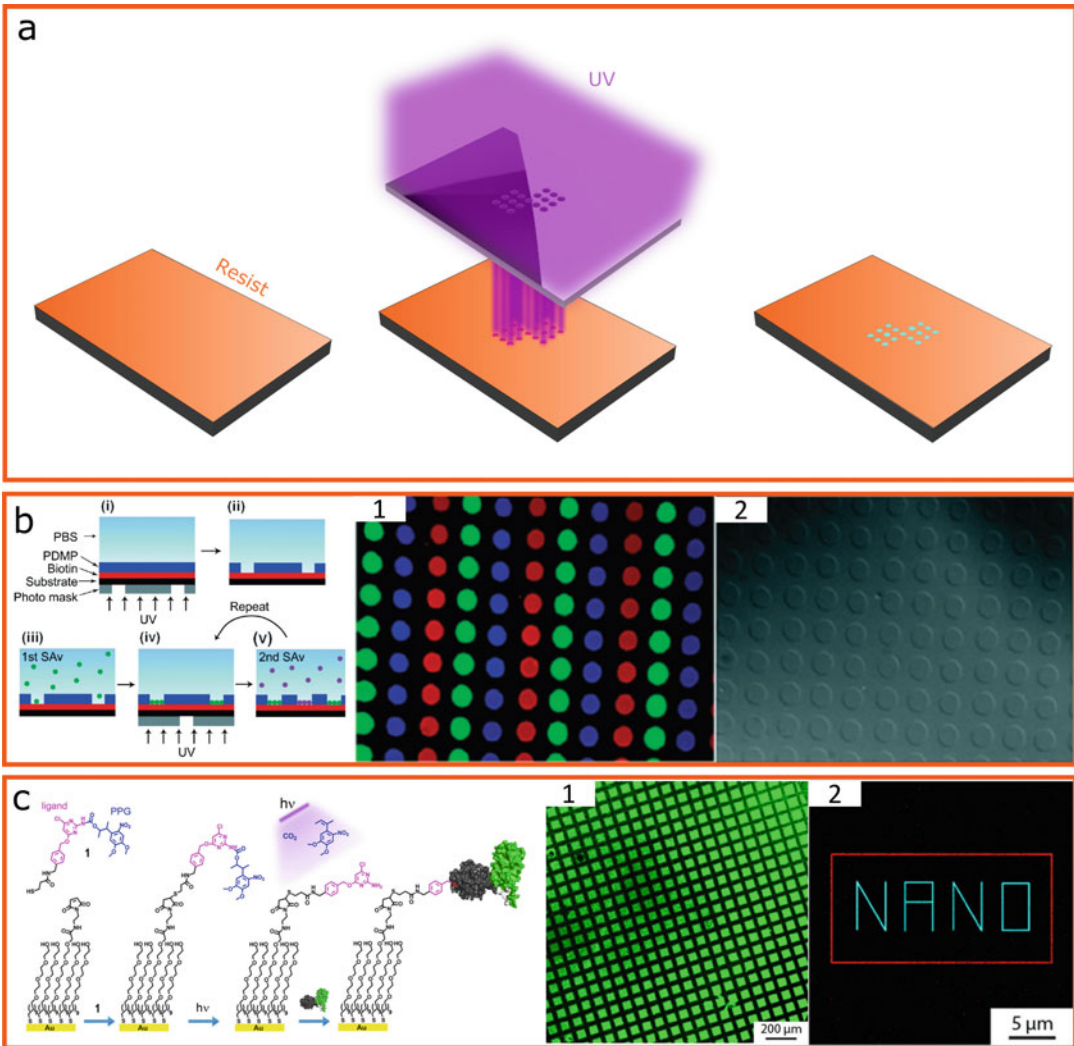 a
UV
Resist
b
(i)
(ii)
PBS
PDMP
Biotin
Substrate
Photo mask
UV
Repeat
(iii)
(iv)
(v)
1st SAv
2nd SAv
UV
1
2
c
ligand
PPG
1
hν
CO₂
Au
1
Au
hν
Au
Au
1
200 µm
2
NANO
5 µm